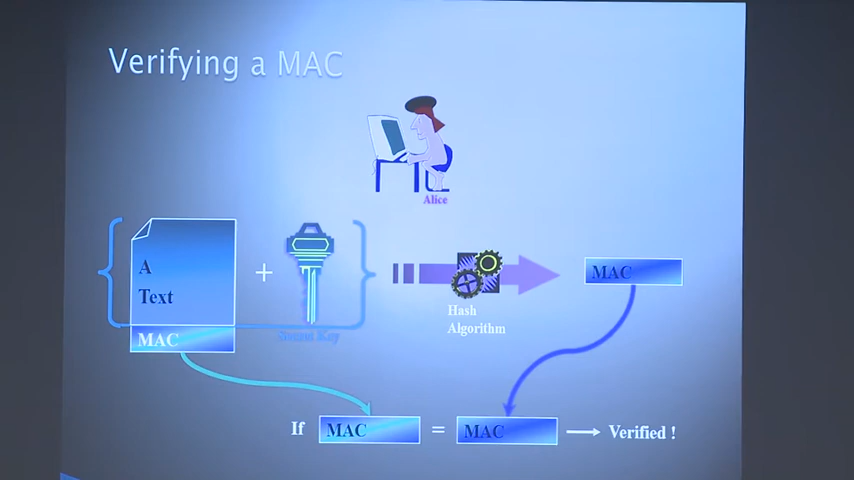 Verifying a MAC
Alice
A
Text
MAC
+
Secret Key
Hash
Algorithm
MAC
If MAC = MAC Verified !